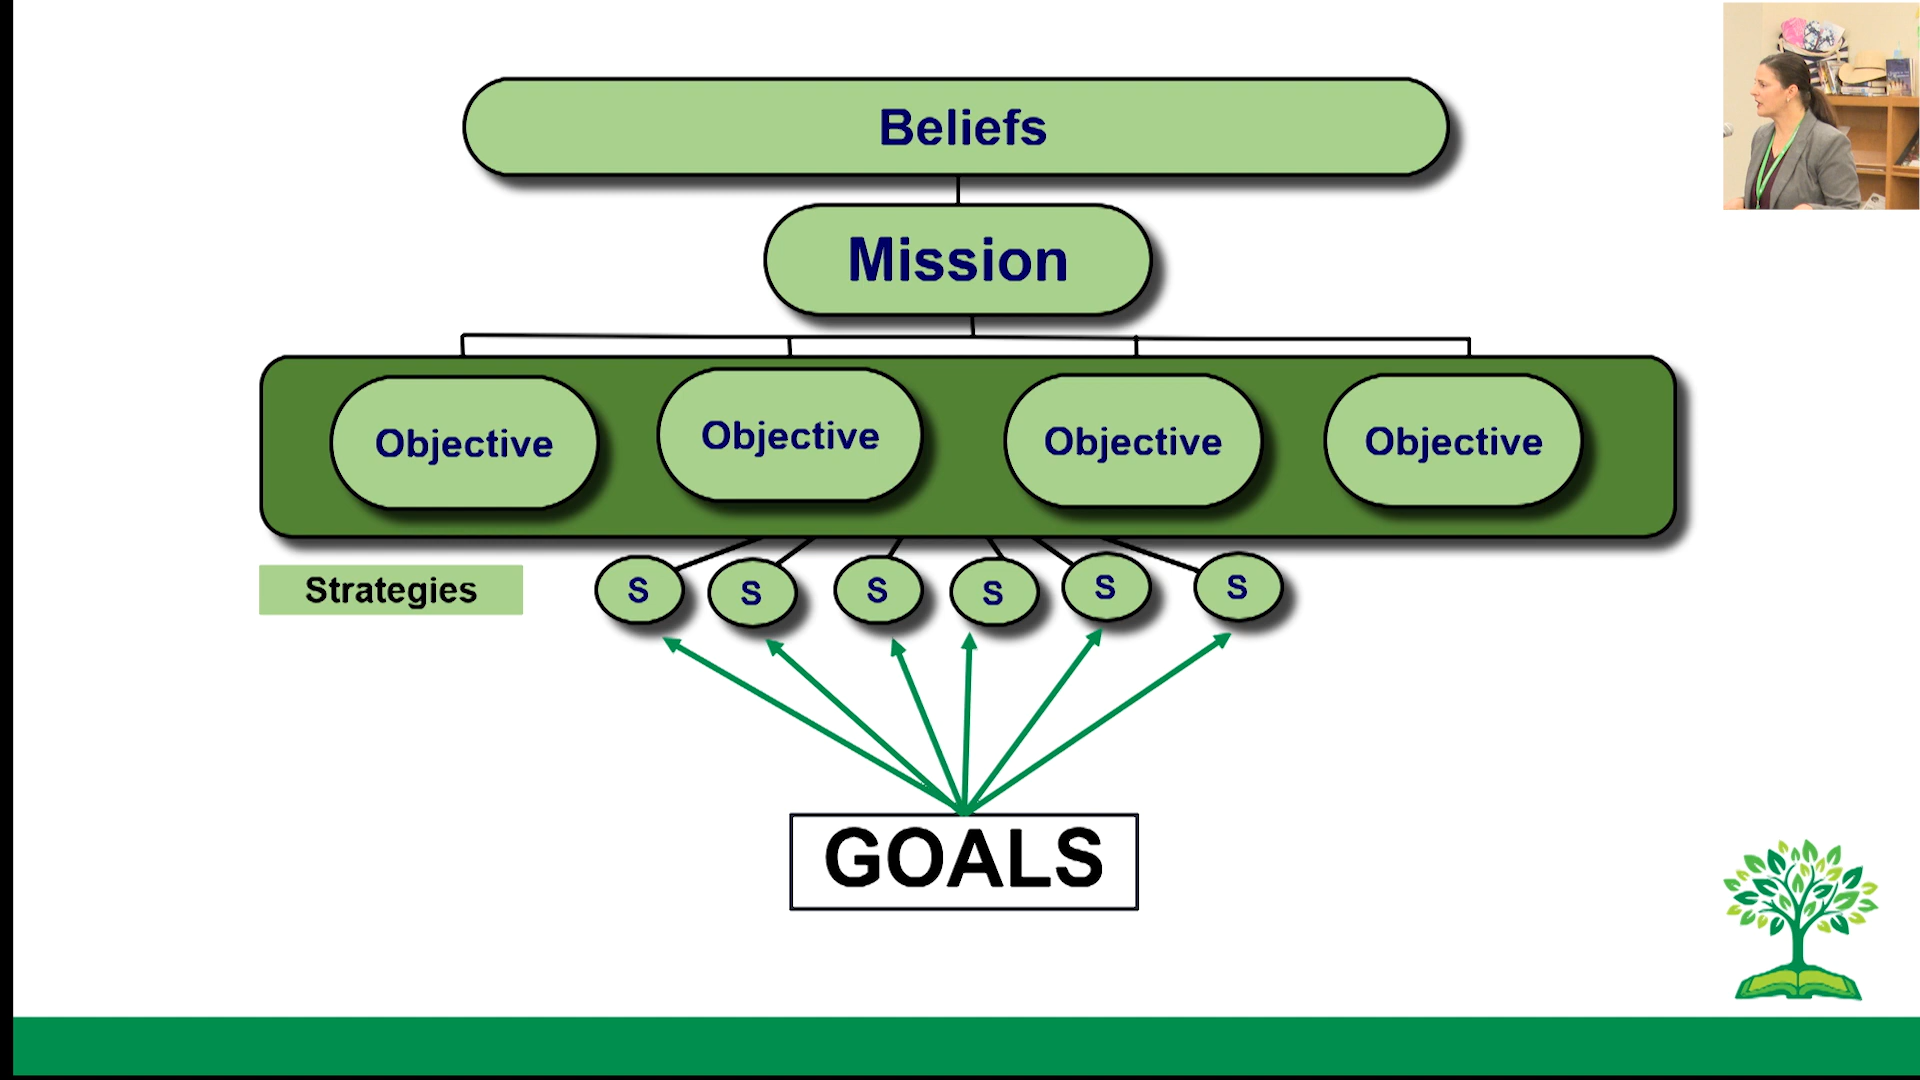 Beliefs
Mission
Objective
Objective
Objective
Objective
Strategies
S
S
S
S
S
S
GOALS